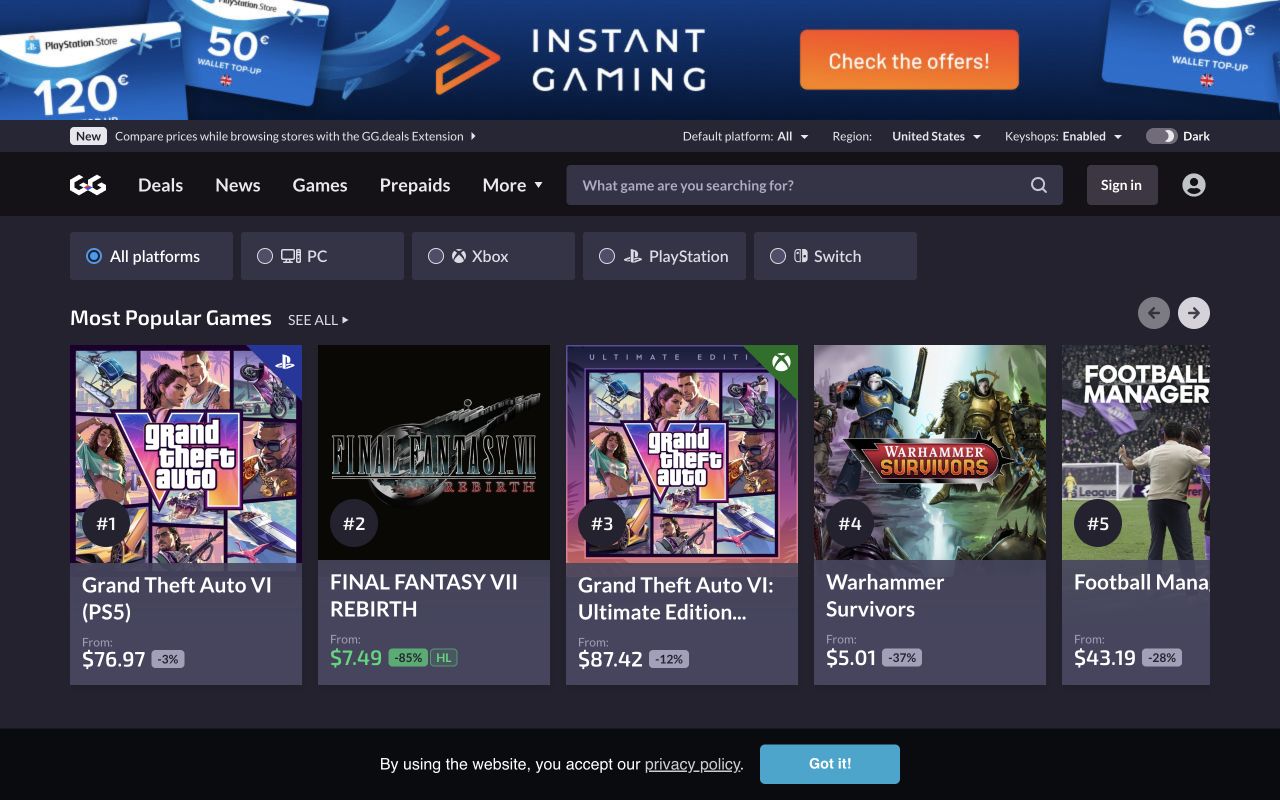 PlayStation Store
120€
PlayStation Store
50€
WALLET TOP-UP
INSTANT
GAMING
Check the offers!
60€
WALLET TOP-UP
New Compare prices while browsing stores with the GG.deals Extension
Default platform: All Region: United States Keyshops: Enabled Dark
GG Deals News Games Prepaids More What game are you searching for? Sign in
All platforms PC Xbox PlayStation Switch
Most Popular Games SEE ALL
grand
theft
auto
#1
Grand Theft Auto VI
(PS5)
From:
$76.97 -3%
FINAL FANTASY VII
REBIRTH
#2
FINAL FANTASY VII
REBIRTH
From:
$7.49 -85% HL
ULTIMATE EDITI
grand
theft
auto
#3
Grand Theft Auto VI:
Ultimate Edition...
From:
$87.42 -12%
WARHAMMER
SURVIVORS
#4
Warhammer
Survivors
From:
$5.01 -37%
FOOTBALL
MANAGER
League
#5
Football Mana
From:
$43.19 -28%
By using the website, you accept our privacy policy. Got it!